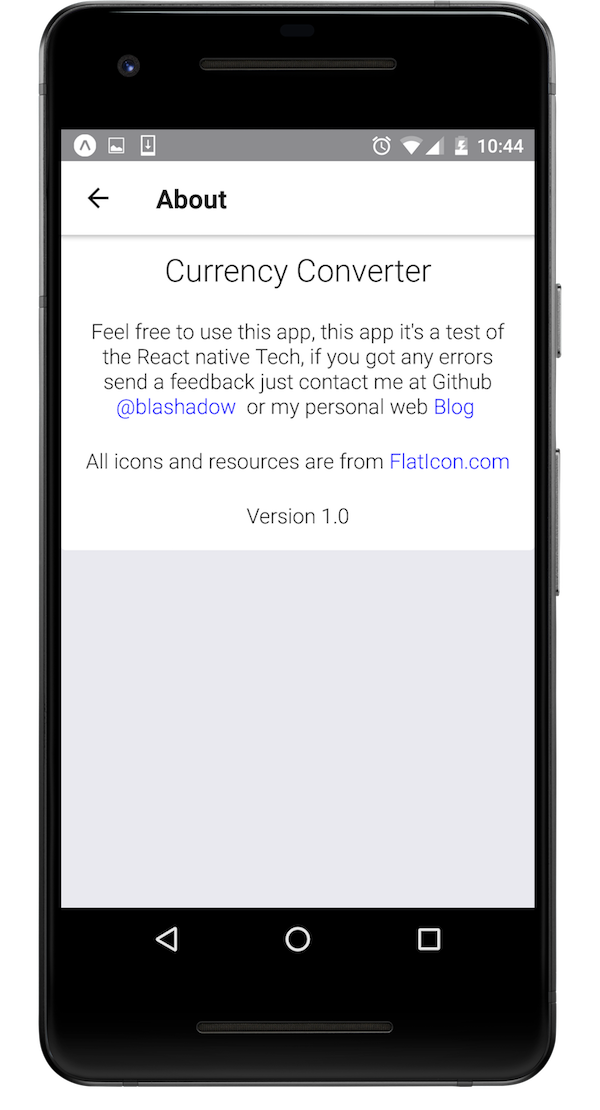 10:44
About
Currency Converter
Feel free to use this app, this app it's a test of
the React native Tech, if you got any errors
send a feedback just contact me at Github
@blashadow or my personal web Blog
All icons and resources are from FlatIcon.com
Version 1.0